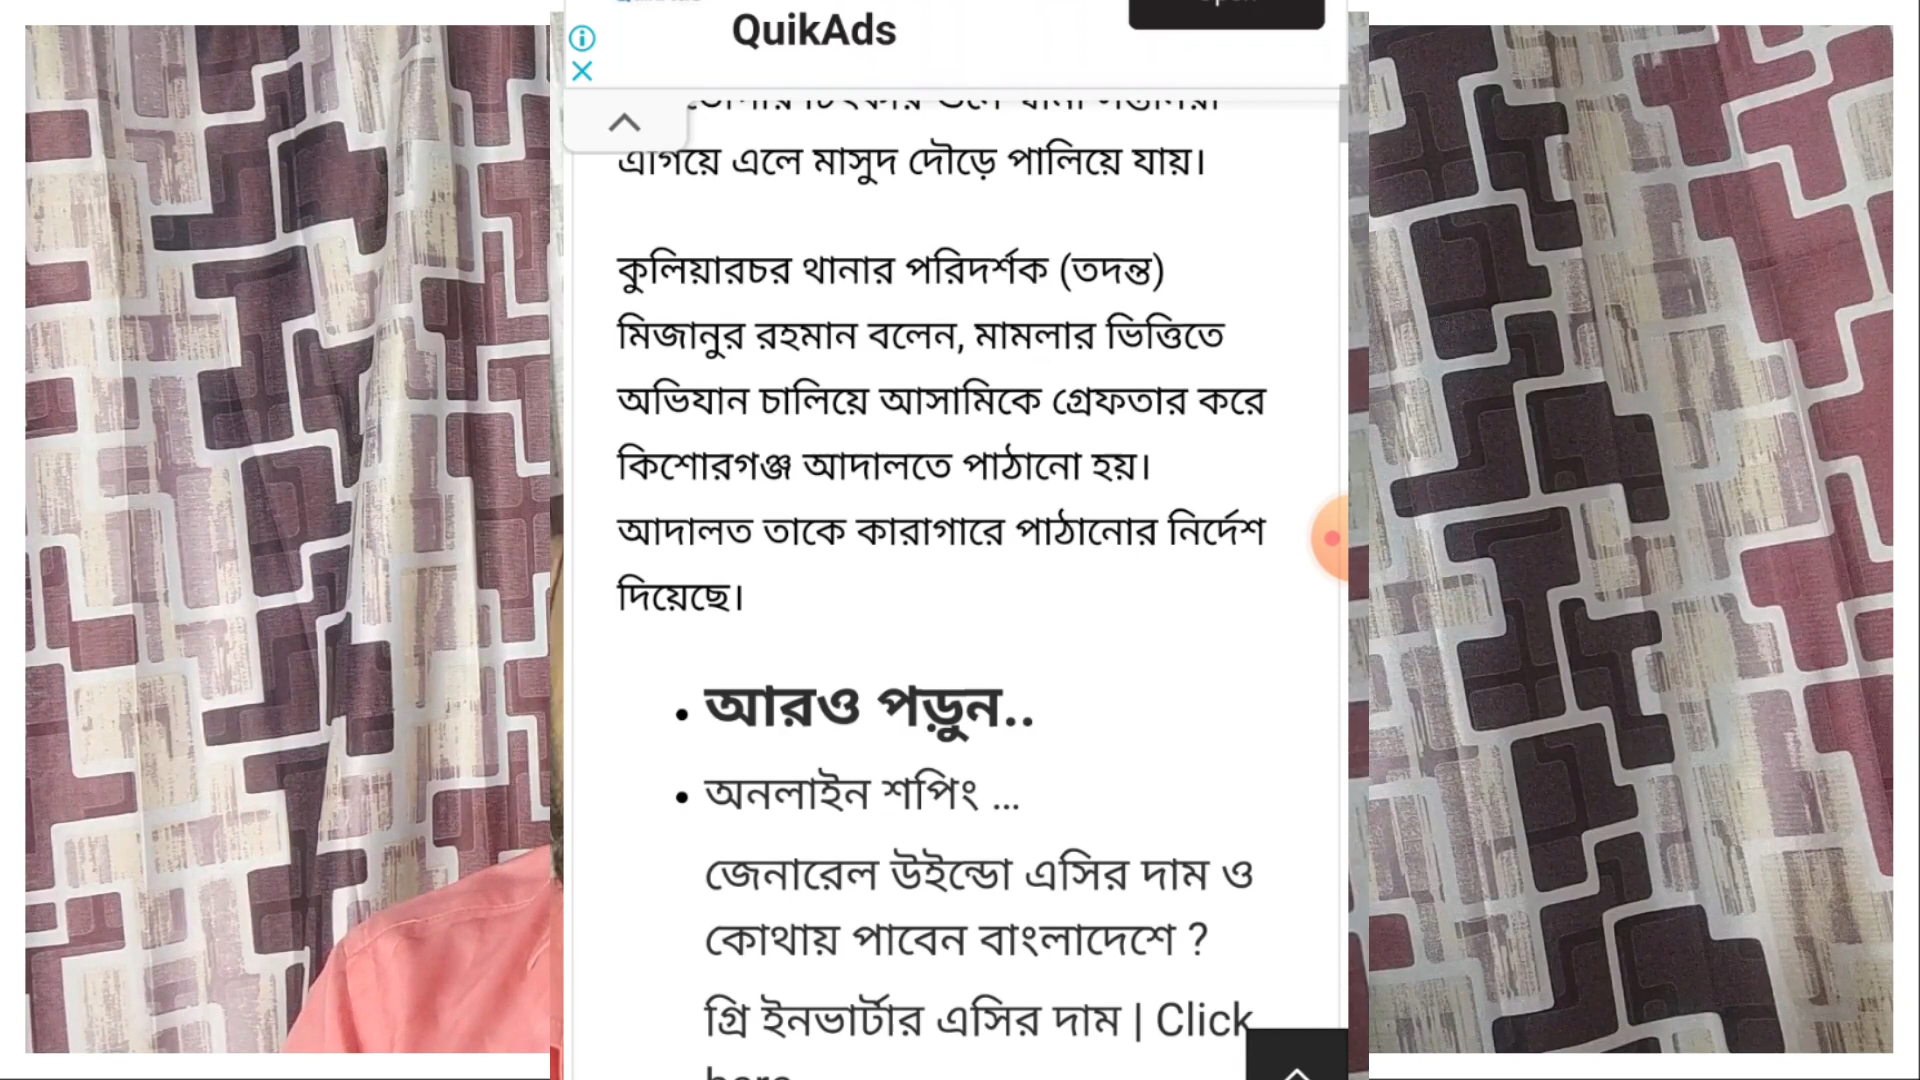 QuikAds
এগিয়ে এলে মাসুদ দৌড়ে পালিয়ে যায়।
কুলিয়ারচর থানার পরিদর্শক (তদন্ত)
মিজানুর রহমান বলেন, মামলার ভিত্তিতে
অভিযান চালিয়ে আসামিকে গ্রেফতার করে
কিশোরগঞ্জ আদালতে পাঠানো হয়।
আদালত তাকে কারাগারে পাঠানোর নির্দেশ
দিয়েছে।
• আরও পড়ুন..
• অনলাইন শপিং ...
জেনারেল উইন্ডো এসির দাম ও
কোথায় পাবেন বাংলাদেশে ?
গ্রি ইনভার্টার এসির দাম | Click